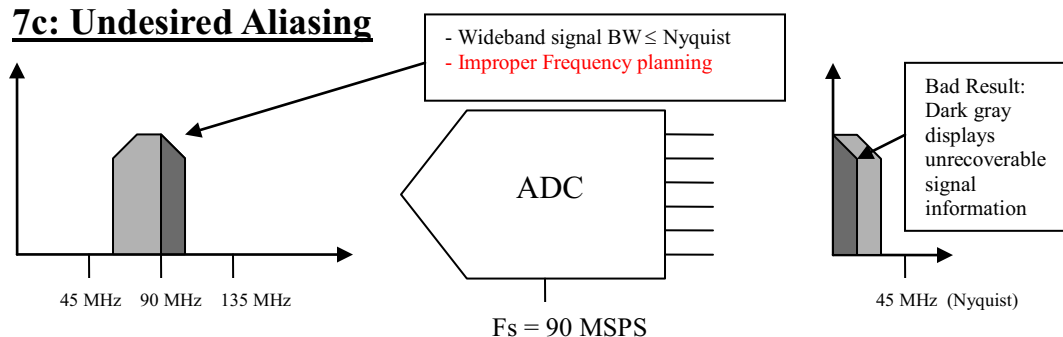 7c: Undesired Aliasing
- Wideband signal BW ≤ Nyquist
- Improper Frequency planning
Bad Result:
Dark gray
displays
unrecoverable
signal
information
ADC
45 MHz
90 MHz
135 MHz
45 MHz (Nyquist)
Fs = 90 MSPS